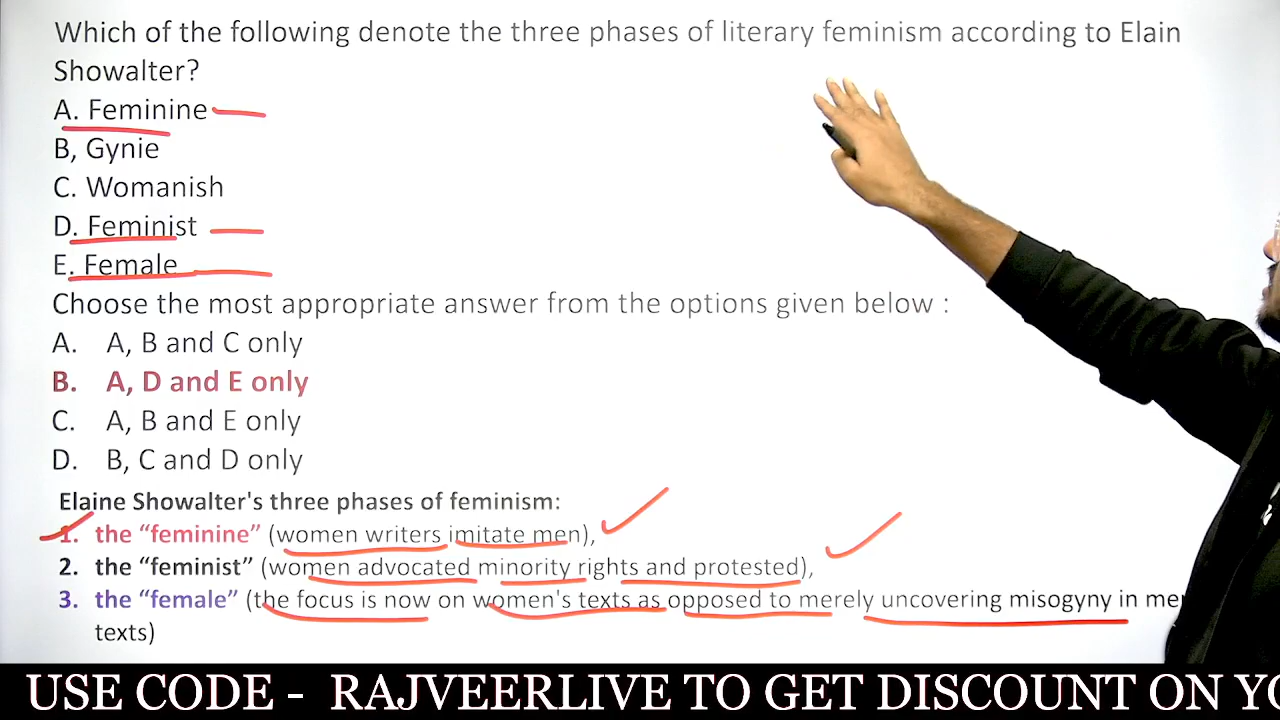 Which of the following denote the three phases of literary feminism according to Elain
Showalter?
A. Feminine
B, Gynie
C. Womanish
D. Feminist
E. Female
Choose the most appropriate answer from the options given below :
A. A, B and C only
B. A, D and E only
C. A, B and E only
D. B, C and D only
Elaine Showalter's three phases of feminism:
1. the “feminine” (women writers imitate men),
2. the “feminist” (women advocated minority rights and protested),
3. the “female” (the focus is now on women's texts as opposed to merely uncovering misogyny in
texts)
USE CODE - RAJVEERLIVE TO GET DISCOUNT ON